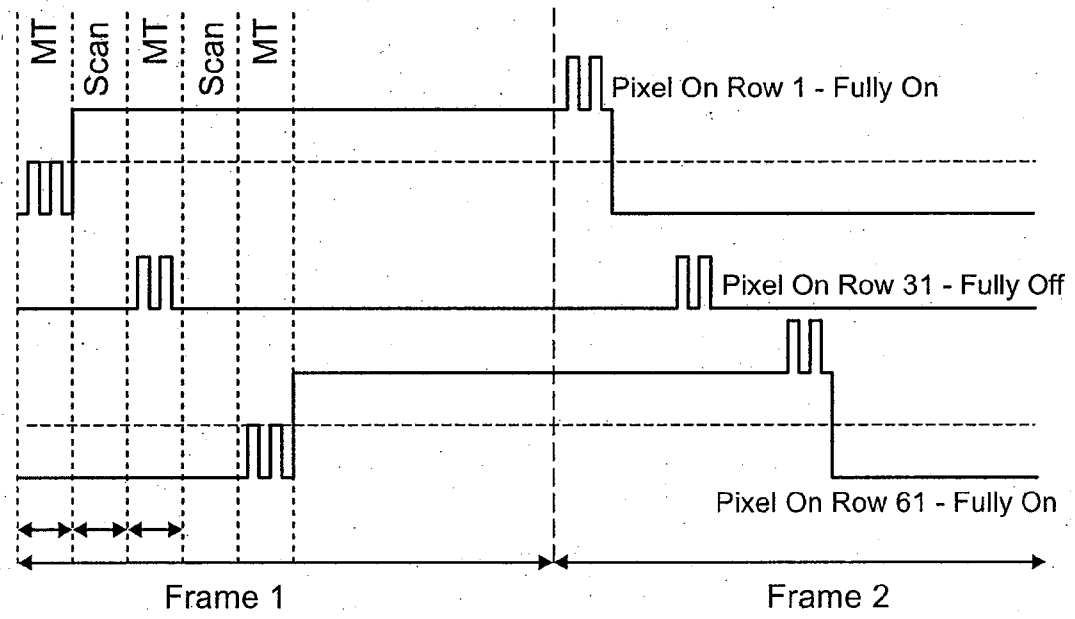 MT
Scan
MT
Scan
MT
Pixel On Row 1 - Fully On
Pixel On Row 31 - Fully Off
Pixel On Row 61 - Fully On
Frame 1
Frame 2